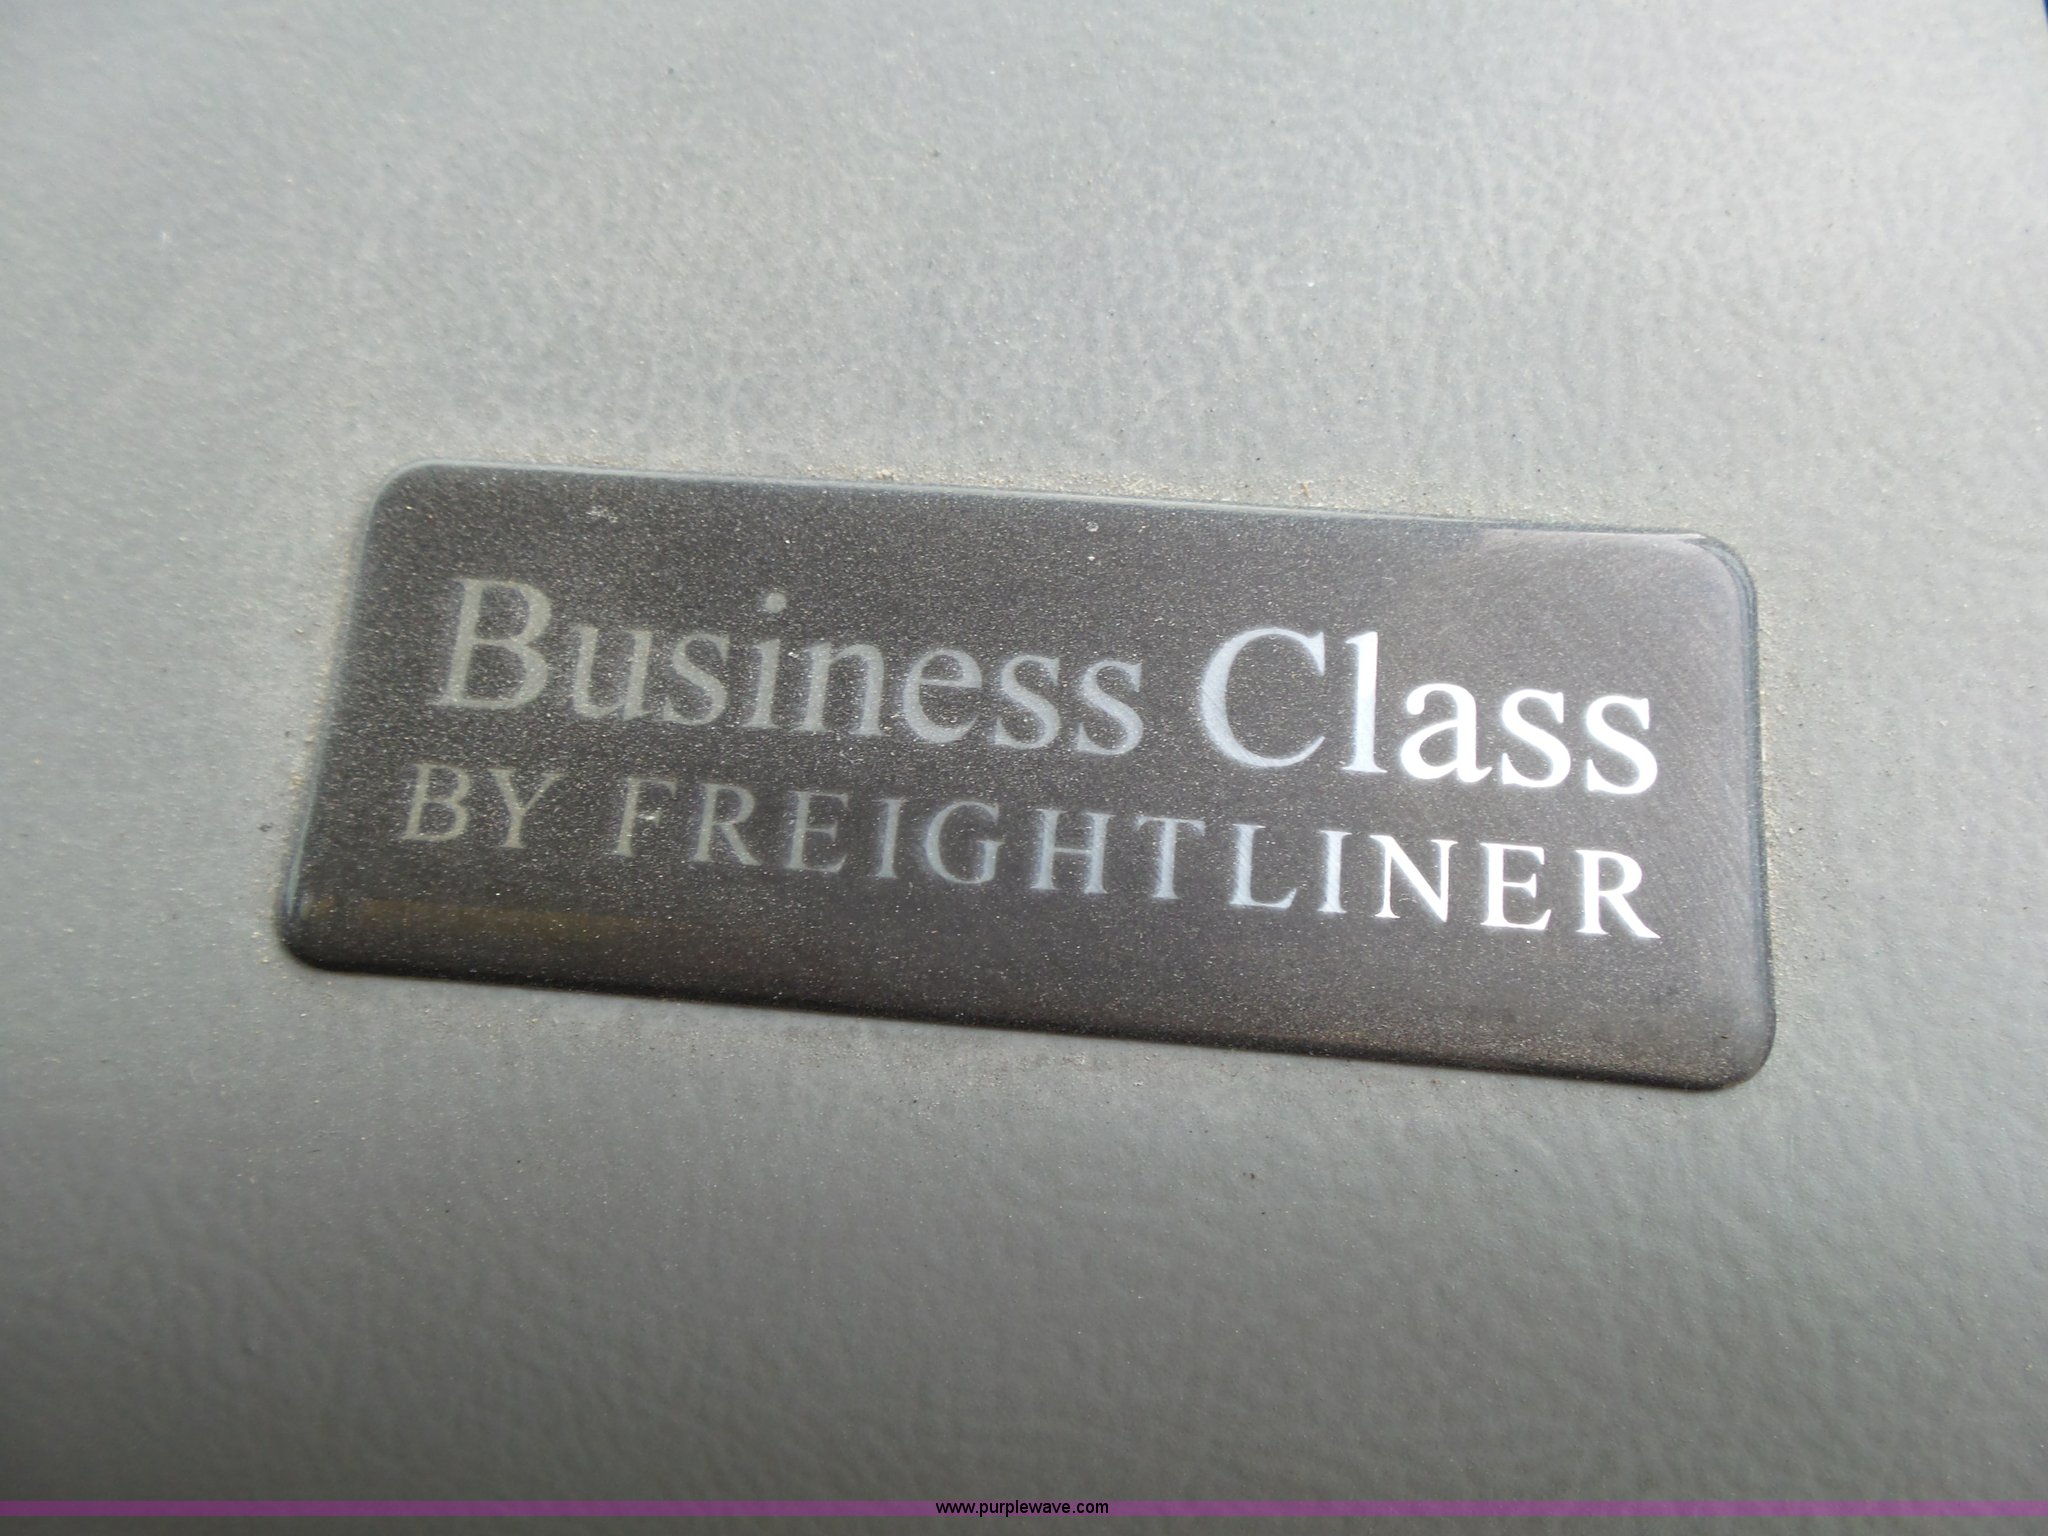 Business Class
BY FREIGHTLINER
www.purplewave.com